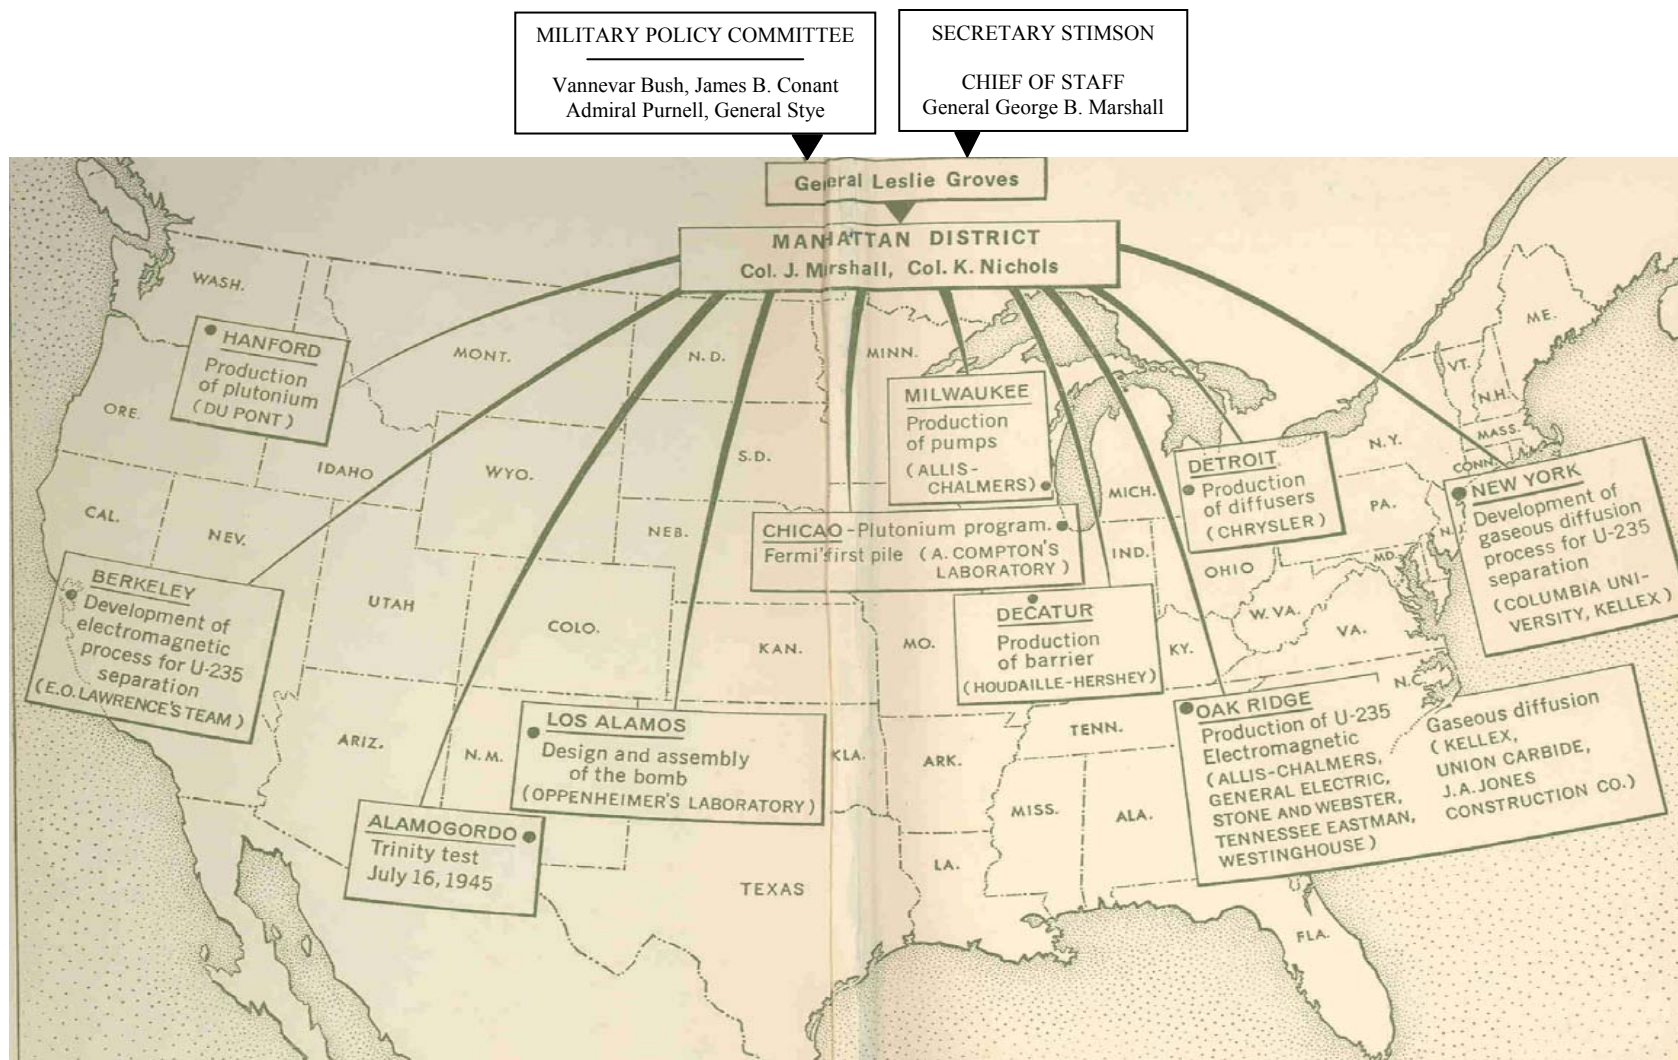 MILITARY POLICY COMMITTEE
Vannevar Bush, James B. Conant
Admiral Purnell, General Stye
SECRETARY STIMSON
CHIEF OF STAFF
General George B. Marshall
General Leslie Groves
MANHATTAN DISTRICT
Col. J. Marshall, Col. K. Nichols
WASH.
HANFORD
Production
of plutonium
(DU PONT)
ORE.
IDAHO
MONT.
WYO.
N.D.
S.D.
NEB.
MINN.
MILWAUKEE
Production
of pumps
(ALLIS-
CHALMERS)
MICH.
DETROIT
Production
of diffusers
(CHRYSLER)
N.Y.
VT.
N.H.
ME.
MASS.
CONN.
PA.
N.J.
MD.
NEW YORK
Development of
gaseous diffusion
process for U-235
separation
(COLUMBIA UNI-
VERSITY, KELLEX)
CHICAO - Plutonium program.
Fermi'first pile (A. COMPTON'S
LABORATORY)
IND.
OHIO
W.VA.
VA.
KY.
DECATUR
Production
of barrier
(HOUDAILLE-HERSHEY)
CAL.
NEV.
UTAH
COLO.
KAN.
MO.
BERKELEY
Development of
electromagnetic
process for U-235
separation
(E.O. LAWRENCE'S TEAM)
ARIZ.
N.M.
LOS ALAMOS
Design and assembly
of the bomb
(OPPENHEIMER'S LABORATORY)
KLA.
ARK.
TENN.
N.C.
OAK RIDGE
Production of U-235
Electromagnetic
(ALLIS-CHALMERS,
GENERAL ELECTRIC,
STONE AND WEBSTER,
TENNESSEE EASTMAN,
WESTINGHOUSE)
Gaseous diffusion
(KELLEX,
UNION CARBIDE,
J.A. JONES
CONSTRUCTION CO.)
ALAMOGORDO
Trinity test
July 16, 1945
TEXAS
LA.
MISS.
ALA.
FLA.